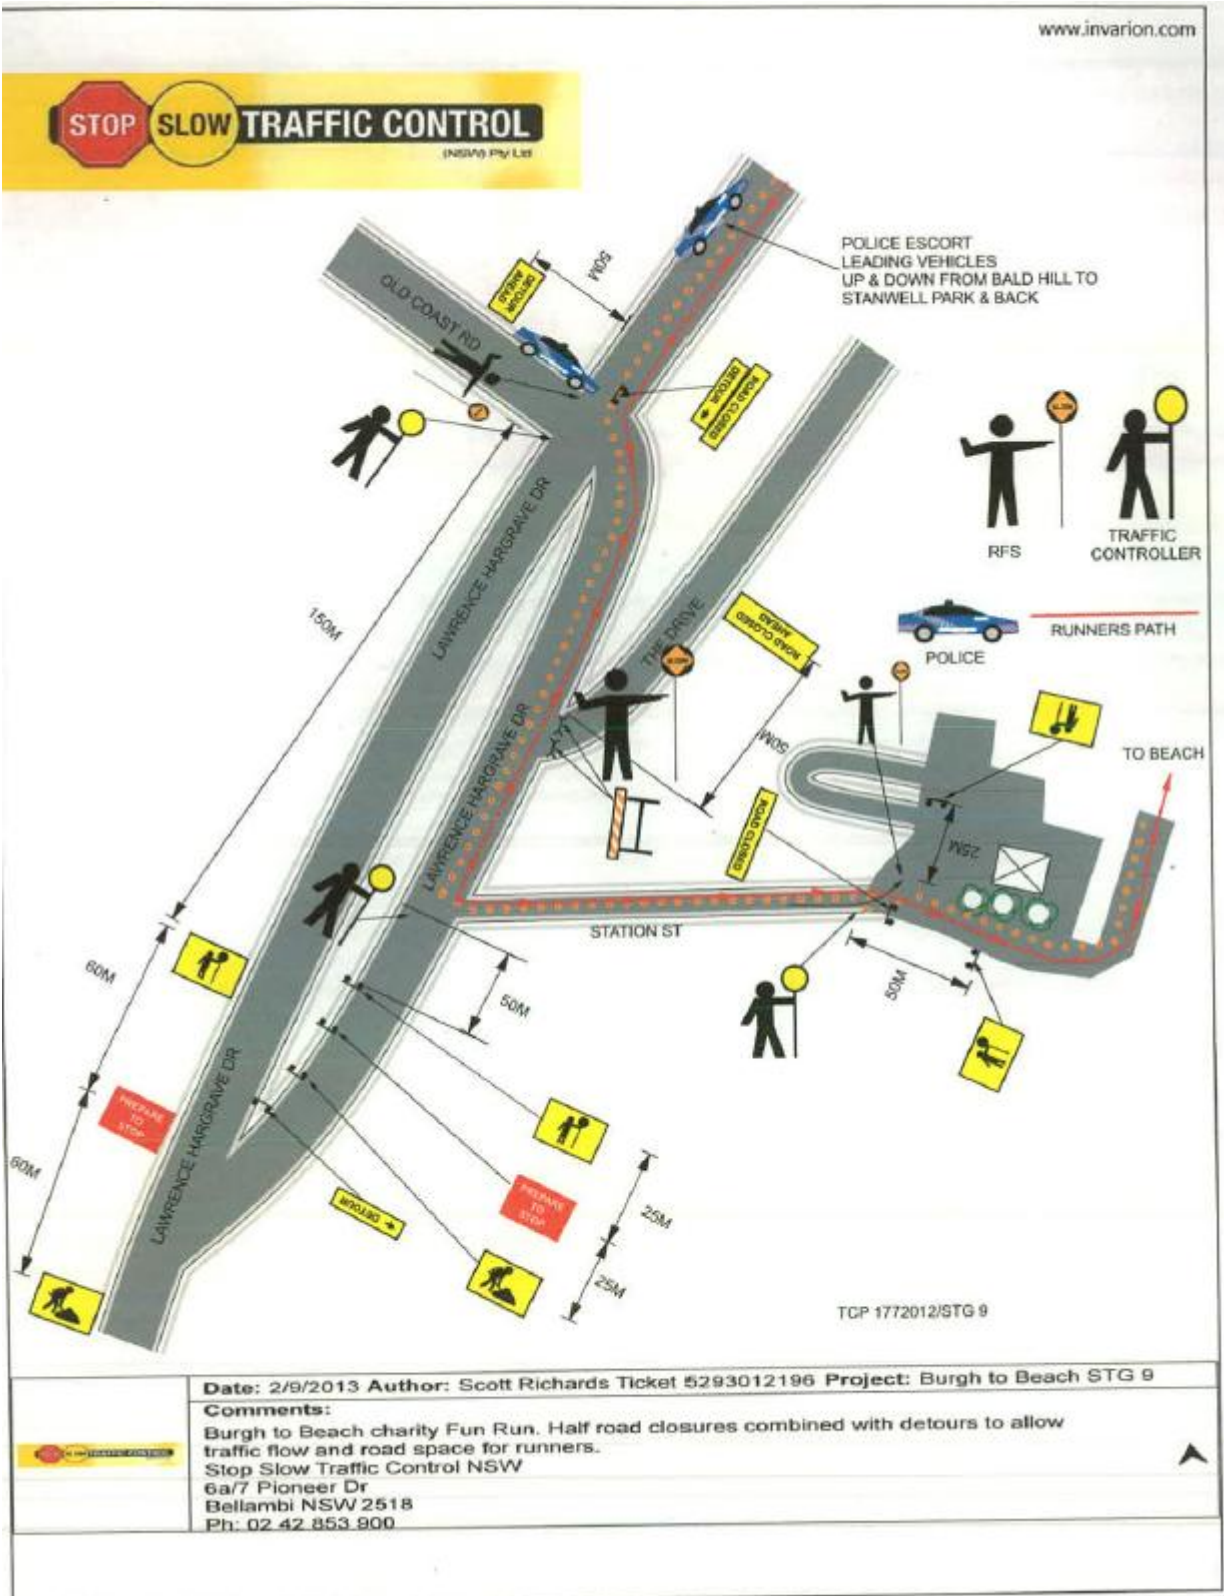 www.invarion.com
STOP SLOW TRAFFIC CONTROL
(NSW) Pty Ltd
POLICE ESCORT
LEADING VEHICLES
UP & DOWN FROM BALD HILL TO
STANWELL PARK & BACK
50M
DETOUR
AHEAD
OLD COAST RD
ROAD CLOSED
DETOUR
RFS
TRAFFIC
CONTROLLER
LAWRENCE HARGRAVE DR
150M
THE DRIVE
ROAD CLOSED
AHEAD
POLICE
RUNNERS PATH
50M
TO BEACH
LAWRENCE HARGRAVE DR
LAWRENCE HARGRAVE DR
ROAD CLOSED
25M
STATION ST
60M
50M
50M
PREPARE
TO
STOP
60M
LAWRENCE HARGRAVE DR
PREPARE
TO
STOP
DETOUR
25M
25M
TCP 1772012/STG 9
Date: 2/9/2013 Author: Scott Richards Ticket 5293012196 Project: Burgh to Beach STG 9
Comments:
Burgh to Beach charity Fun Run. Half road closures combined with detours to allow
traffic flow and road space for runners.
Stop Slow Traffic Control NSW
6a/7 Pioneer Dr
Bellambi NSW 2518
Ph: 02 42 853 900